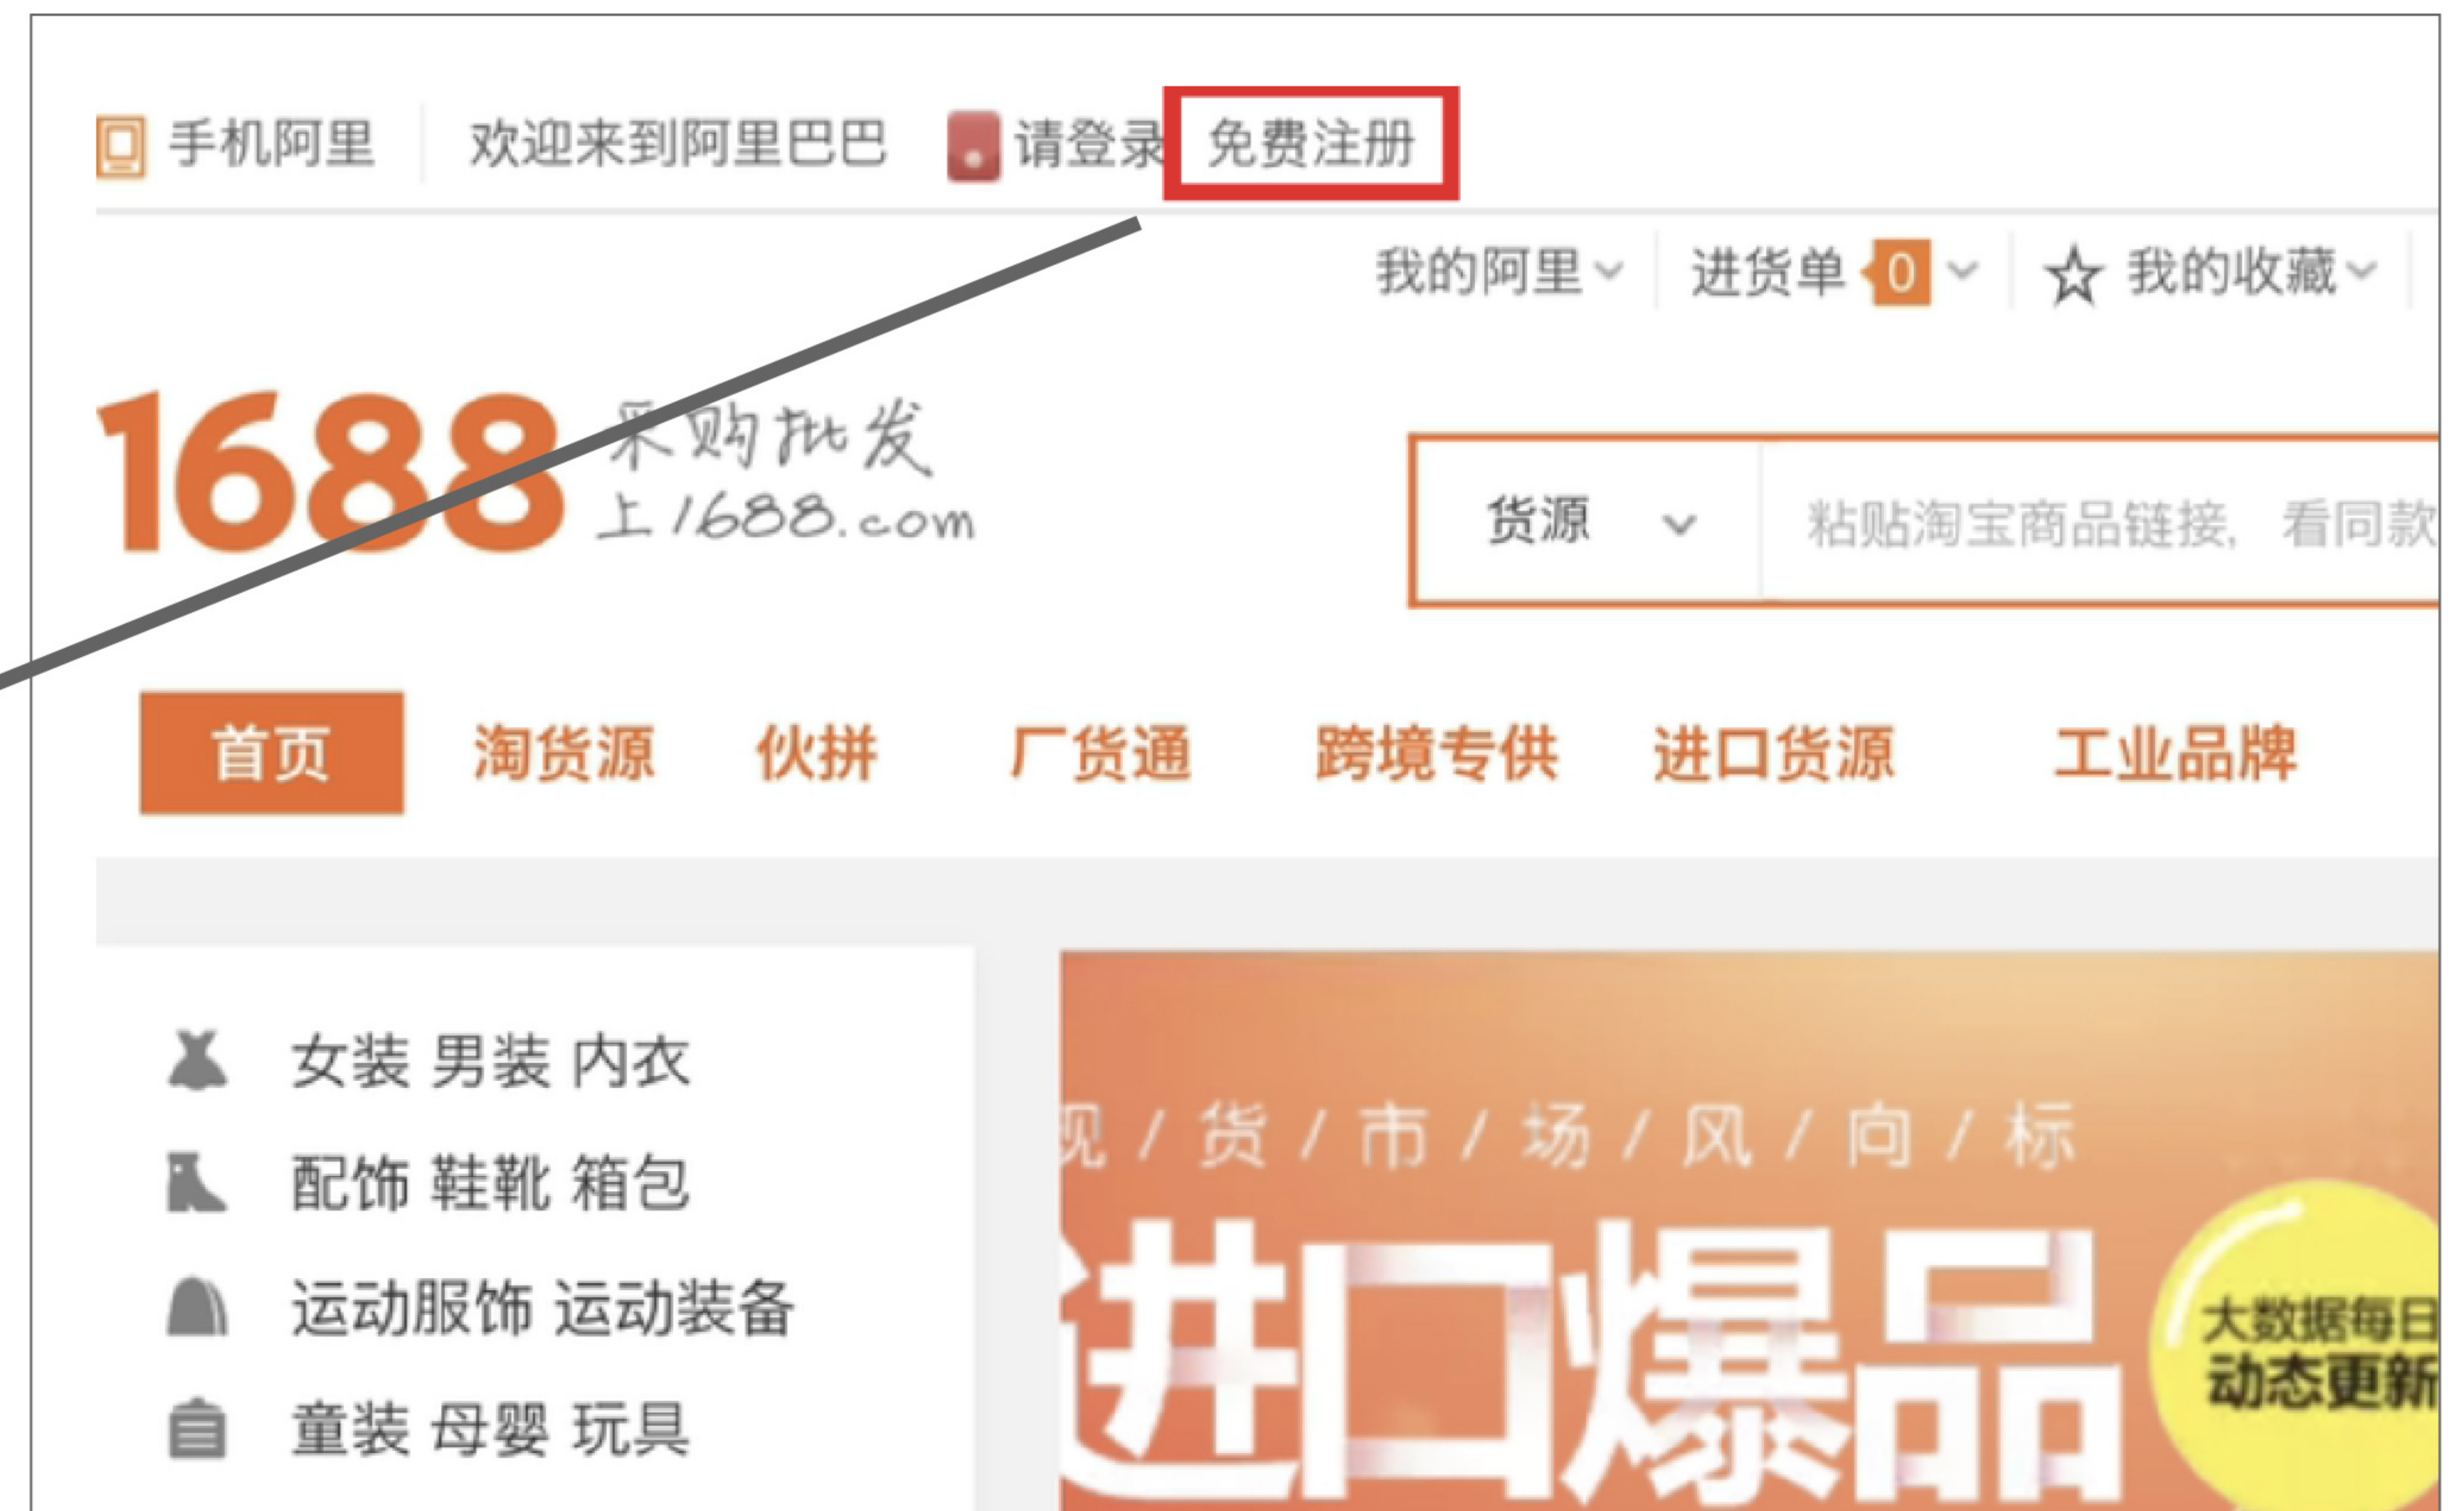 手机阿里 欢迎来到阿里巴巴 请登录 免费注册
我的阿里 进货单 0 我的收藏
1688 采购批发
上1688.com
货源 粘贴淘宝商品链接, 看同款
首页 淘货源 伙拼 厂货通 跨境专供 进口货源 工业品牌
女装 男装 内衣
配饰 鞋靴 箱包
运动服饰 运动装备
童装 母婴 玩具
现/货/市/场/风/向/标
进口爆品
大数据每日
动态更新